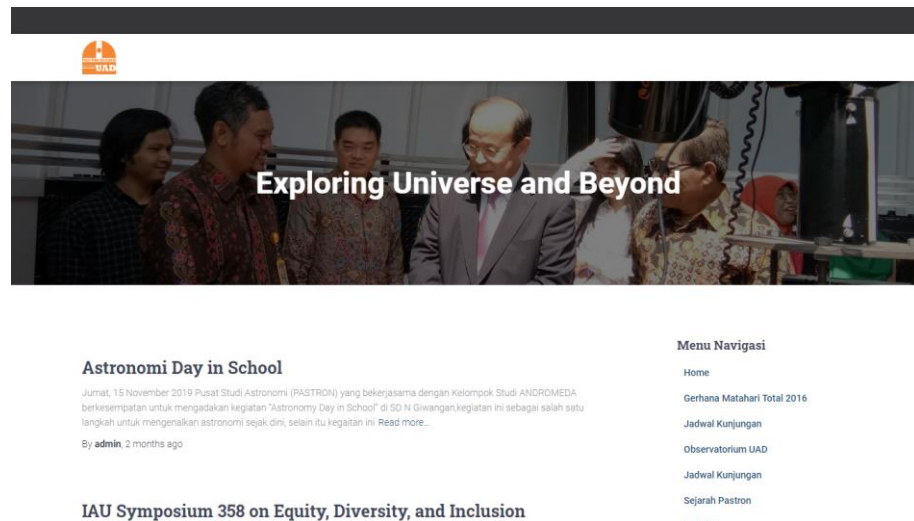 UAD
Exploring Universe and Beyond
Astronomi Day in School
Jumat, 15 November 2019 Pusat Studi Astronomi (PASTRON) yang bekerjasama dengan Kelompok Studi ANDROMEDA
berkesempatan untuk mengadakan kegiatan "Astronomy Day in School" di SD N Giwangan,kegiatan ini sebagai salah satu
langkah untuk mengenalkan astronomi sejak dini, selain itu kegaitan ini Read more…
By admin, 2 months ago
IAU Symposium 358 on Equity, Diversity, and Inclusion
Menu Navigasi
Home
Gerhana Matahari Total 2016
Jadwal Kunjungan
Observatorium UAD
Jadwal Kunjungan
Sejarah Pastron